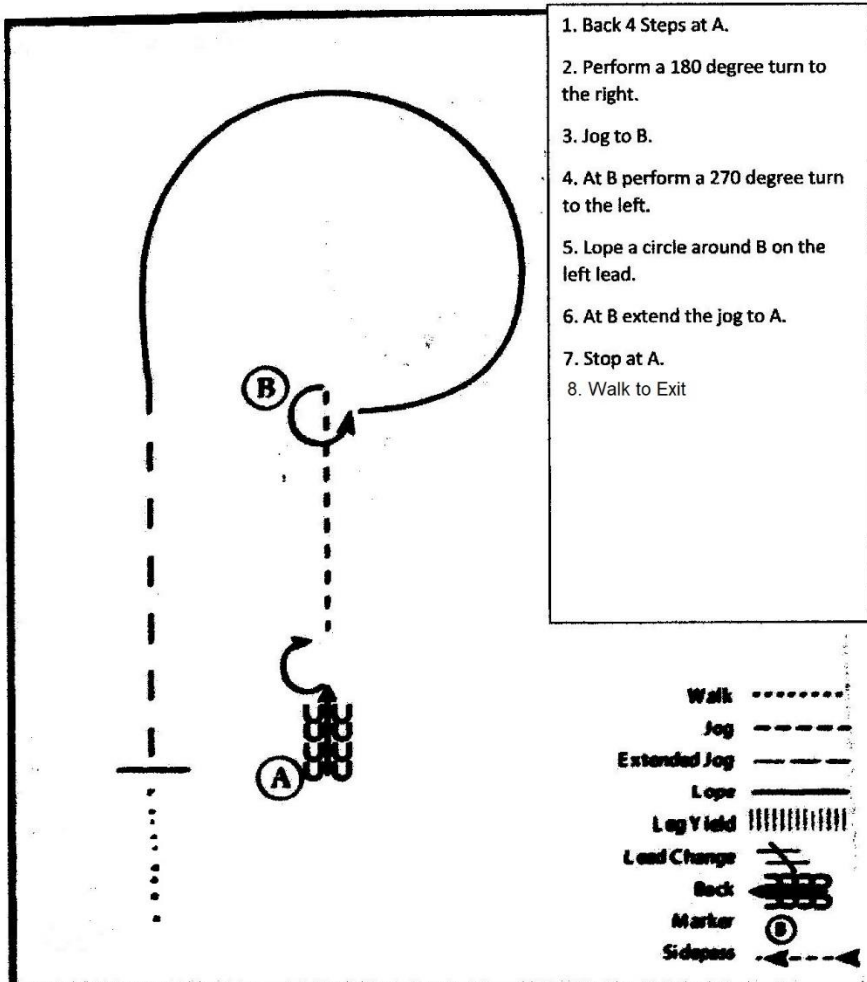 1. Back 4 Steps at A.
2. Perform a 180 degree turn to
the right.
3. Jog to B.
4. At B perform a 270 degree turn
to the left.
5. Lope a circle around B on the
left lead.
6. At B extend the jog to A.
7. Stop at A.
8. Walk to Exit
B
A
Walk
Jog
Extended Jog
Lope
Leg Yield
Lead Change
Back
Marker
B
Sidepass